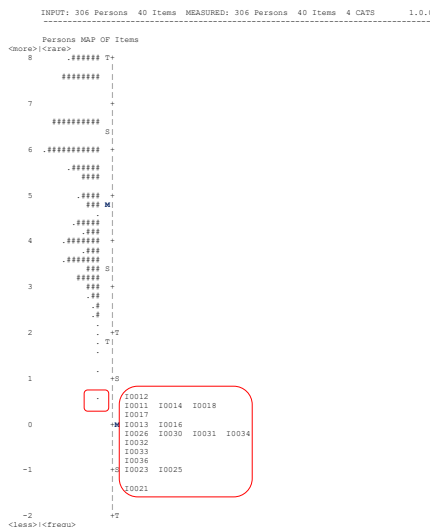 INPUT: 306 Persons 40 Items MEASURED: 306 Persons 40 Items 4 CATS 1.0.0
--------------------------------------------------------------------------------
Persons MAP OF Items
<more>|<rare>
8 .###### T+
|
######## |
|
|
7 +
|
########## |
S|
|
6 .########### +
|
.###### |
#### |
|
5 .#### +
### M|
. |
.##### |
.### |
4 .####### +
.#### |
.####### |
### S|
##### |
3 ### +
.## |
.# |
.# |
. |
2 . +T
. T|
. |
|
. |
1 +S
|
. | I0012
| I0011 I0014 I0018
| I0017
0 +M I0013 I0016
| I0026 I0030 I0031 I0034
| I0032
| I0033
| I0036
-1 +S I0023 I0025
|
| I0021
|
|
-2 +T
<less>|<frequ>